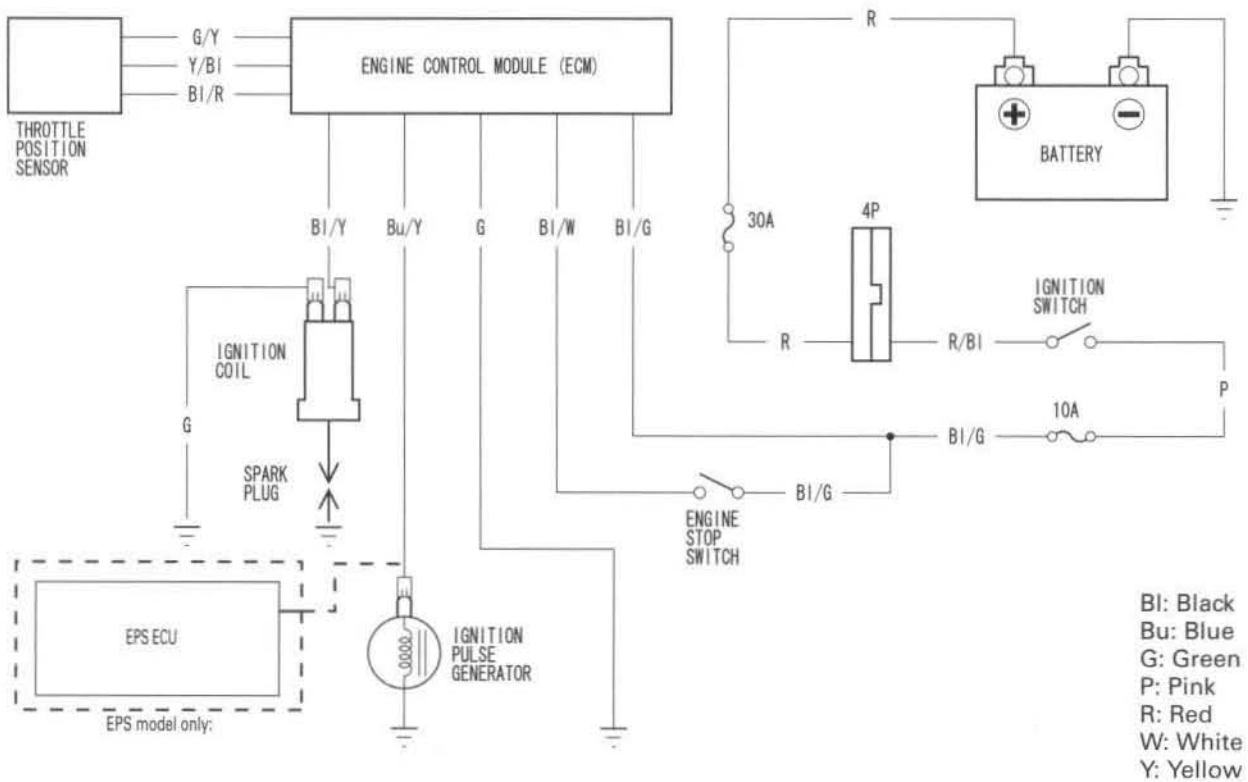 G/Y
Y/Bl
Bl/R
ENGINE CONTROL MODULE (ECM)
THROTTLE
POSITION
SENSOR
R
+
−
BATTERY
30A
4P
Bl/Y
Bu/Y
G
Bl/W
Bl/G
IGNITION
SWITCH
R
R/Bl
P
IGNITION
COIL
G
10A
Bl/G
SPARK
PLUG
Bl/G
ENGINE
STOP
SWITCH
EPS ECU
IGNITION
PULSE
GENERATOR
EPS model only:
Bl: Black
Bu: Blue
G: Green
P: Pink
R: Red
W: White
Y: Yellow